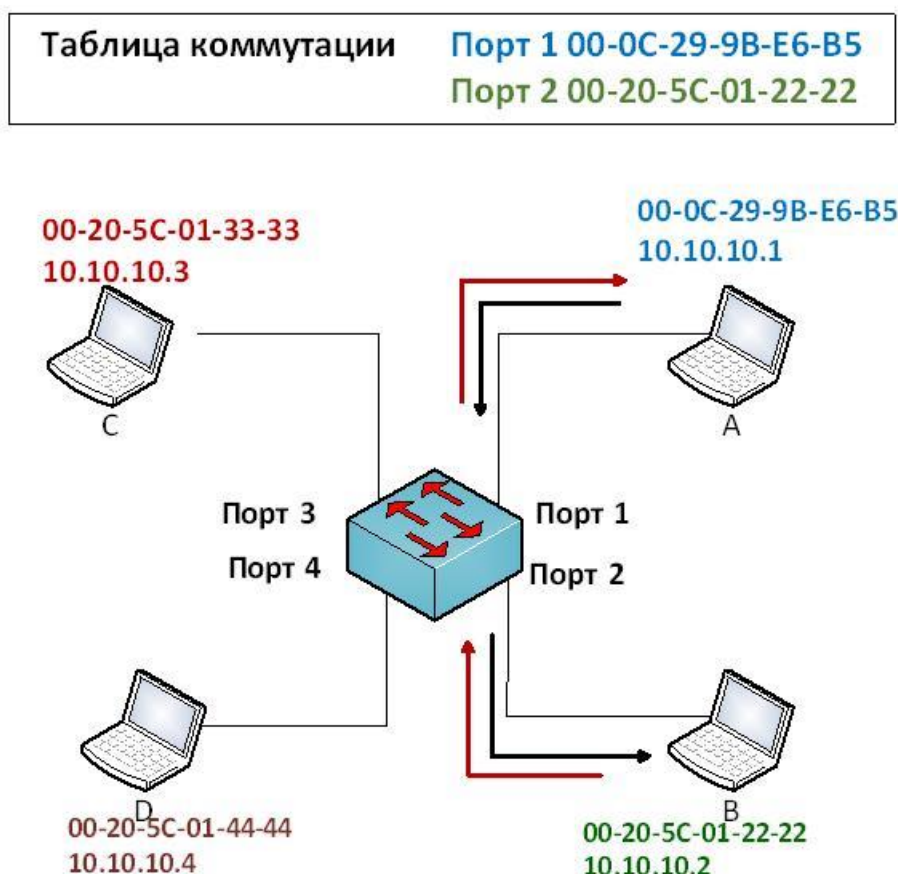 Таблица коммутации Порт 1 00-0C-29-9B-E6-B5
Порт 2 00-20-5C-01-22-22
00-20-5C-01-33-33
10.10.10.3
00-0C-29-9B-E6-B5
10.10.10.1
C
A
Порт 3
Порт 1
Порт 4
Порт 2
D
00-20-5C-01-44-44
10.10.10.4
B
00-20-5C-01-22-22
10.10.10.2